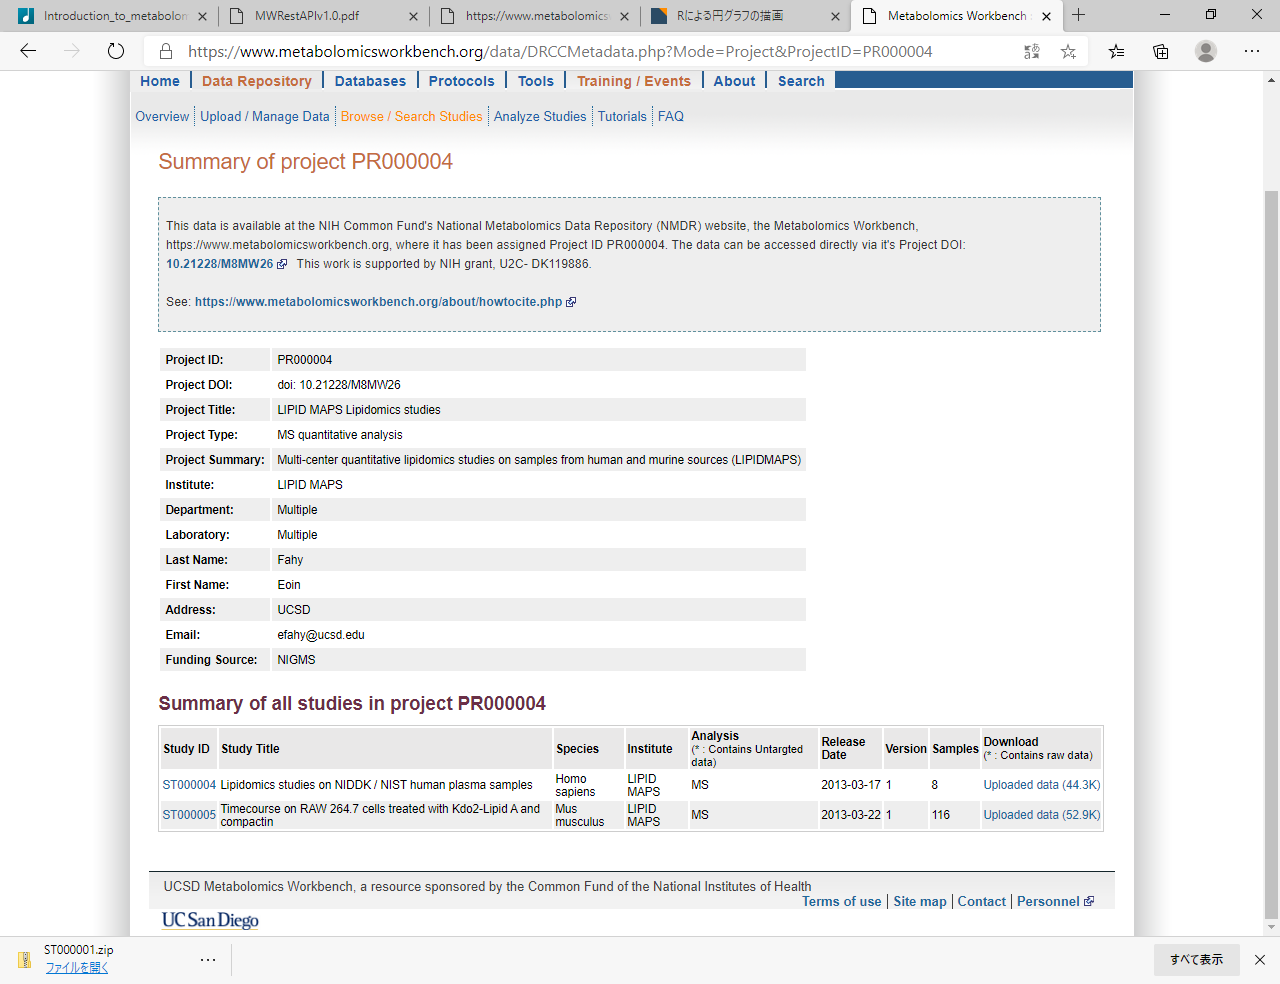 Introduction_to_metabolom
MWRestAPIv1.0.pdf
https://www.metabolomics
Rによる円グラフの描画
Metabolomics Workbench :
https://www.metabolomicsworkbench.org/data/DRCCMetadata.php?Mode=Project&ProjectID=PR000004
Home Data Repository Databases Protocols Tools Training / Events About Search
Overview Upload / Manage Data Browse / Search Studies Analyze Studies Tutorials FAQ
Summary of project PR000004
This data is available at the NIH Common Fund's National Metabolomics Data Repository (NMDR) website, the Metabolomics Workbench,
https://www.metabolomicsworkbench.org, where it has been assigned Project ID PR000004. The data can be accessed directly via it's Project DOI:
10.21228/M8MW26 This work is supported by NIH grant, U2C- DK119886.
See: https://www.metabolomicsworkbench.org/about/howtocite.php
Project ID: PR000004
Project DOI: doi: 10.21228/M8MW26
Project Title: LIPID MAPS Lipidomics studies
Project Type: MS quantitative analysis
Project Summary: Multi-center quantitative lipidomics studies on samples from human and murine sources (LIPIDMAPS)
Institute: LIPID MAPS
Department: Multiple
Laboratory: Multiple
Last Name: Fahy
First Name: Eoin
Address: UCSD
Email: efahy@ucsd.edu
Funding Source: NIGMS
Summary of all studies in project PR000004
Study ID Study Title Species Institute Analysis (* : Contains Untargted data) Release Date Version Samples Download (* : Contains raw data)
ST000004 Lipidomics studies on NIDDK / NIST human plasma samples Homo sapiens LIPID MAPS MS 2013-03-17 1 8 Uploaded data (44.3K)
ST000005 Timecourse on RAW 264.7 cells treated with Kdo2-Lipid A and compactin Mus musculus LIPID MAPS MS 2013-03-22 1 116 Uploaded data (52.9K)
UCSD Metabolomics Workbench, a resource sponsored by the Common Fund of the National Institutes of Health
Terms of use Site map Contact Personnel
UC San Diego
ST000001.zip
ファイルを開く
すべて表示